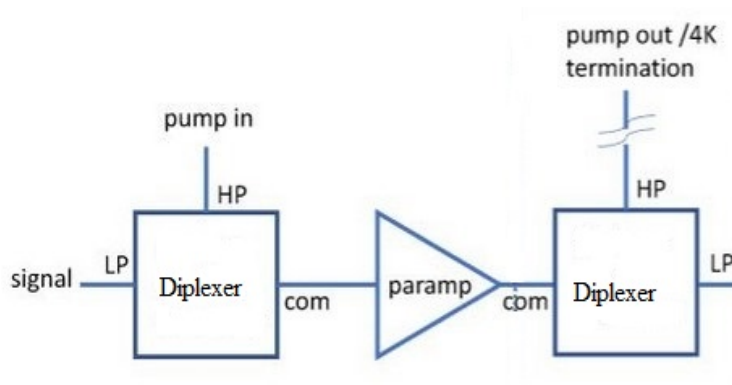 pump out /4K
termination
pump in
HP
HP
signal
LP
Diplexer
com
paramp
com
Diplexer
LP